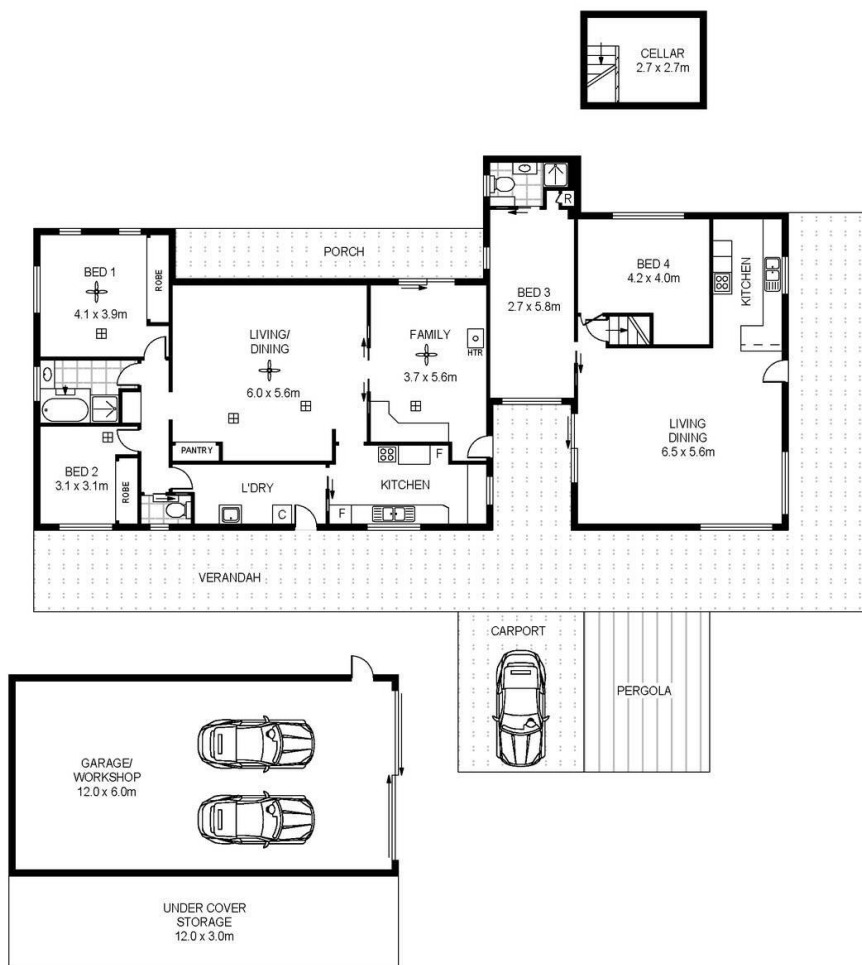 CELLAR
2.7 x 2.7m
R
PORCH
BED 1
4.1 x 3.9m
ROBE
LIVING/
DINING
6.0 x 5.6m
FAMILY
3.7 x 5.6m
HTR
BED 3
2.7 x 5.8m
BED 4
4.2 x 4.0m
KITCHEN
BED 2
3.1 x 3.1m
ROBE
PANTRY
L'DRY
C
KITCHEN
F
F
LIVING
DINING
6.5 x 5.6m
VERANDAH
CARPORT
PERGOLA
GARAGE/
WORKSHOP
12.0 x 6.0m
UNDER COVER
STORAGE
12.0 x 3.0m